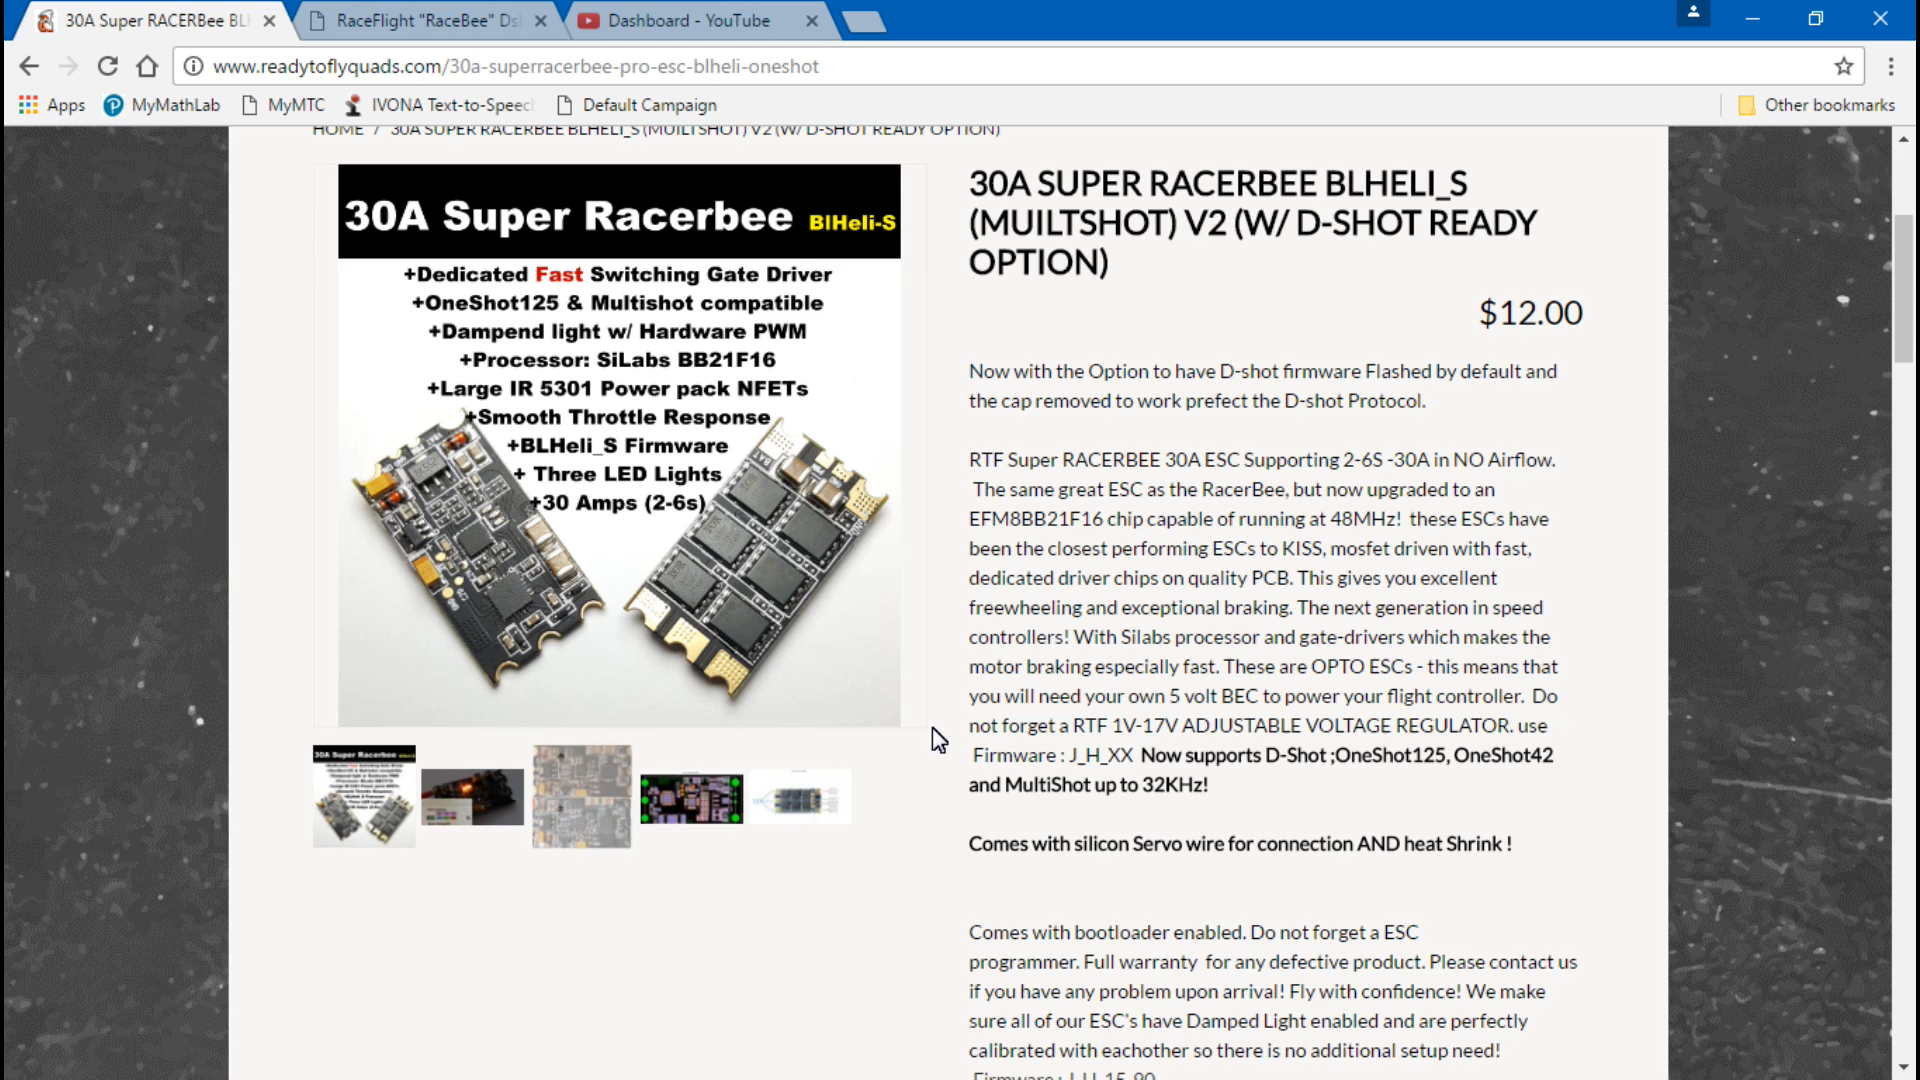 30A Super RACERBee BL
RaceFlight "RaceBee" Ds
Dashboard - YouTube
www.readytoflyquads.com/30a-superracerbee-pro-esc-blheli-oneshot
Apps
MyMathLab
MyMTC
IVONA Text-to-Speec
Default Campaign
Other bookmarks
HOME / 30A SUPER RACERBEE BLHELI_S (MUILTSHOT) V2 (W/ D-SHOT READY OPTION)
30A Super Racerbee BlHeli-S
+Dedicated Fast Switching Gate Driver
+OneShot125 & Multishot compatible
+Dampend light w/ Hardware PWM
+Processor: SiLabs BB21F16
+Large IR 5301 Power pack NFETs
+Smooth Throttle Response
+BLHeli_S Firmware
+ Three LED Lights
+30 Amps (2-6s)
30A SUPER RACERBEE BLHELI_S
(MUILTSHOT) V2 (W/ D-SHOT READY
OPTION)
$12.00
Now with the Option to have D-shot firmware Flashed by default and
the cap removed to work prefect the D-shot Protocol.
RTF Super RACERBEE 30A ESC Supporting 2-6S -30A in NO Airflow.
The same great ESC as the RacerBee, but now upgraded to an
EFM8BB21F16 chip capable of running at 48MHz! these ESCs have
been the closest performing ESCs to KISS, mosfet driven with fast,
dedicated driver chips on quality PCB. This gives you excellent
freewheeling and exceptional braking. The next generation in speed
controllers! With Silabs processor and gate-drivers which makes the
motor braking especially fast. These are OPTO ESCs - this means that
you will need your own 5 volt BEC to power your flight controller. Do
not forget a RTF 1V-17V ADJUSTABLE VOLTAGE REGULATOR. use
Firmware : J_H_XX Now supports D-Shot ;OneShot125, OneShot42
and MultiShot up to 32KHz!
Comes with silicon Servo wire for connection AND heat Shrink !
Comes with bootloader enabled. Do not forget a ESC
programmer. Full warranty for any defective product. Please contact us
if you have any problem upon arrival! Fly with confidence! We make
sure all of our ESC's have Damped Light enabled and are perfectly
calibrated with eachother so there is no additional setup need!
30A Super Racerbee